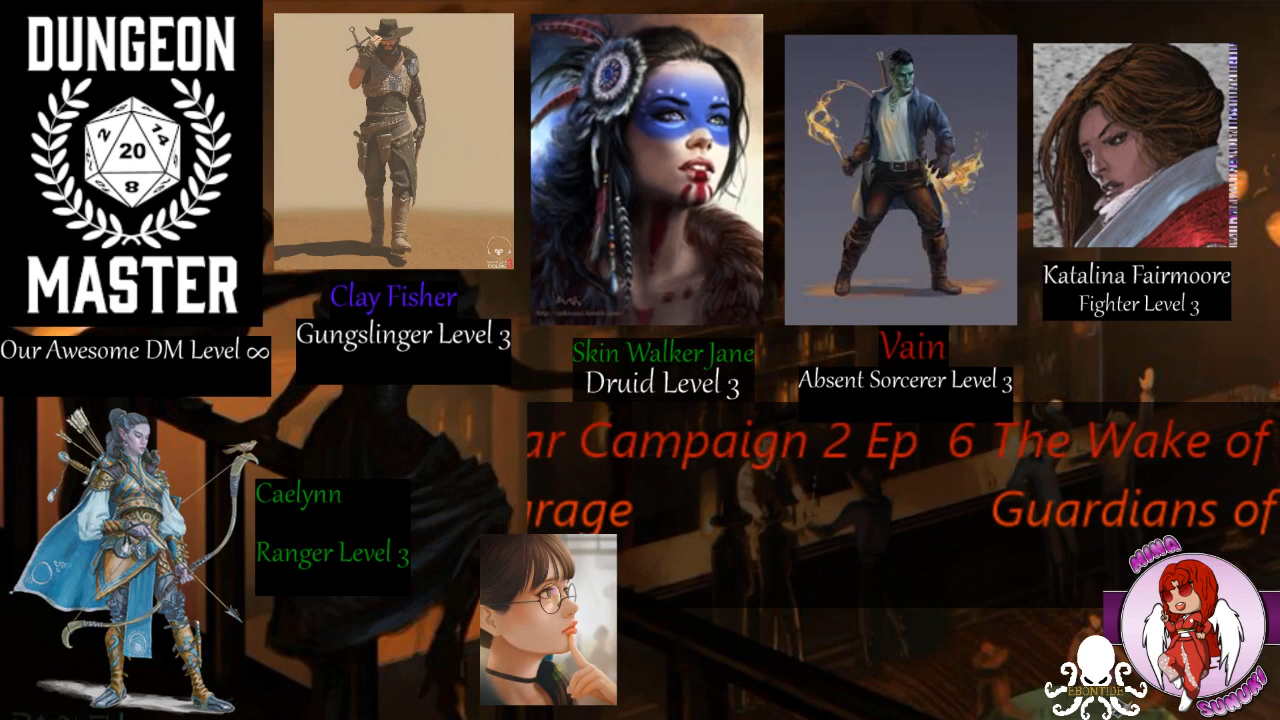 DUNGEON
20
2
14
8
MASTER
Our Awesome DM Level ∞
Clay Fisher
Gungslinger Level 3
Skin Walker Jane
Druid Level 3
Vain
Absent Sorcerer Level 3
Katalina Fairmoore
Fighter Level 3
Caelynn
Ranger Level 3
ar Campaign 2 Ep 6 The Wake of
rage Guardians of
MINA
SUZUKI
EBONTIDE